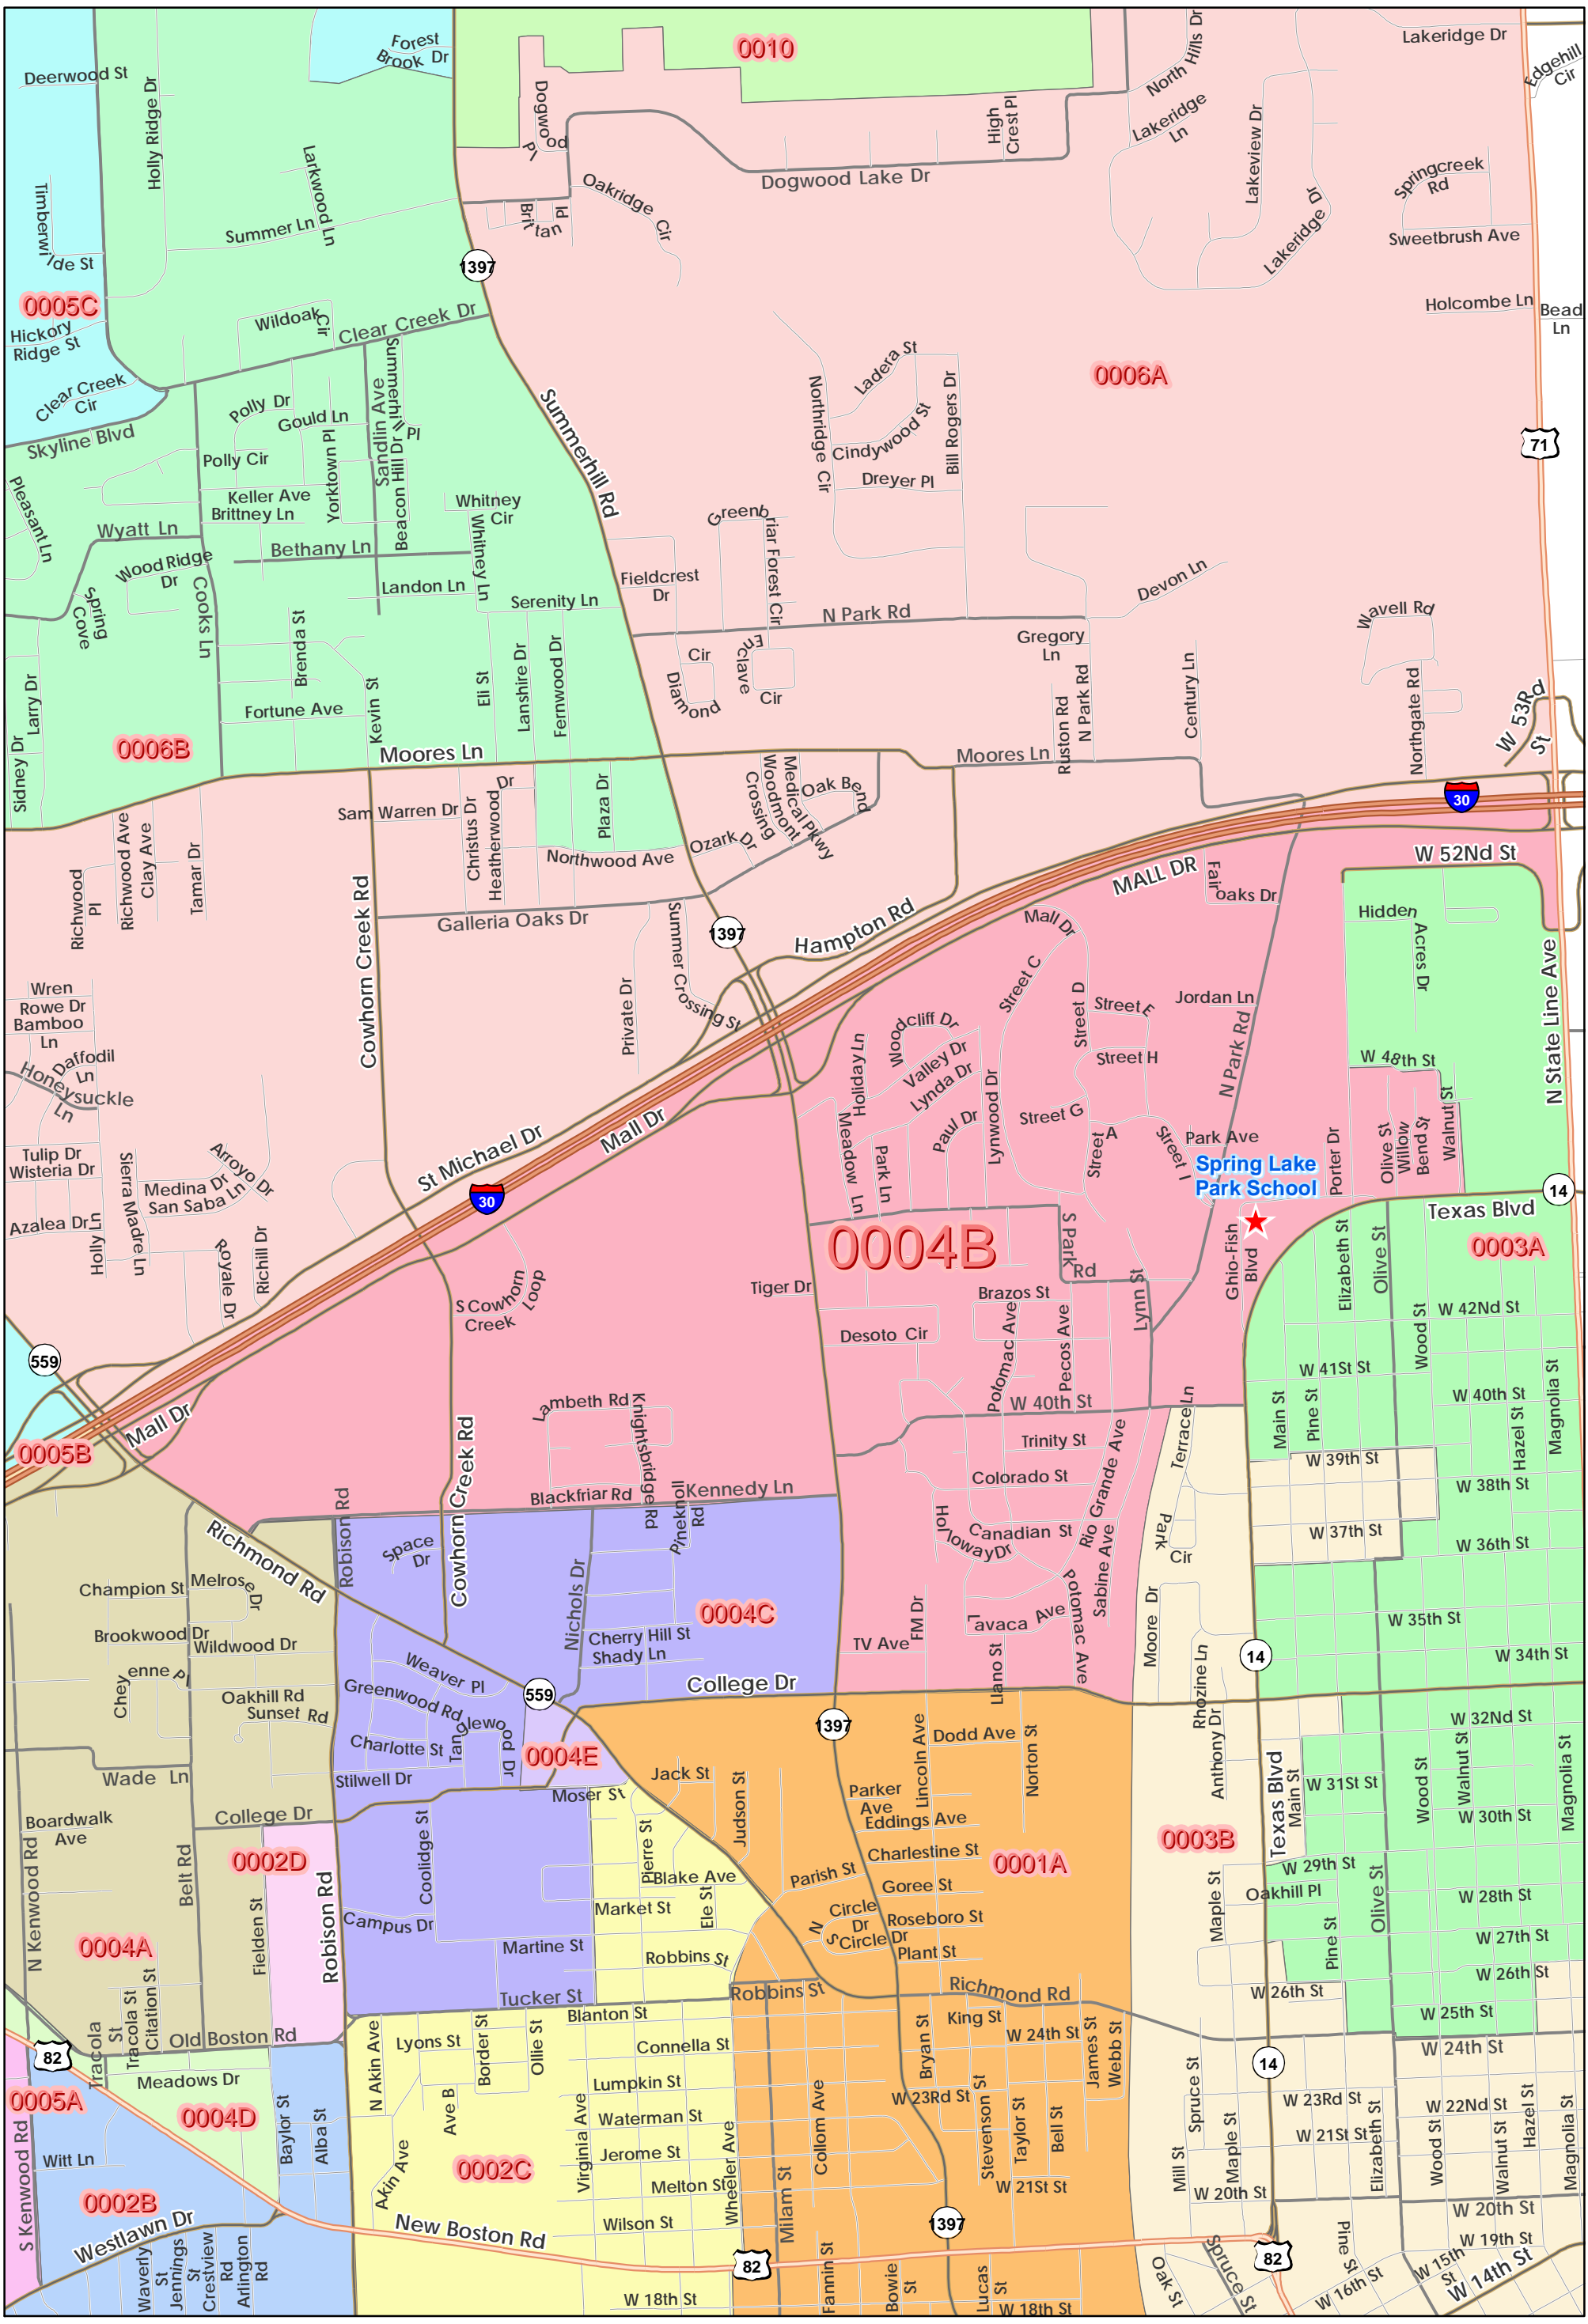 0010
Forest
Brook Dr
Lakeridge Dr
Edgehill
Cir
Deerwood St
Holly Ridge Dr
Dogwood
Pl
High
Crest Pl
North Hills Dr
Lakeridge
Ln
Lakeview Dr
Springcreek
Rd
Larkwood Ln
Timberwi
lde St
Summer Ln
Dogwood Lake Dr
Oakridge Cir
Brittan Pl
Lakeridge Dr
Sweetbrush Ave
1397
0005C
Hickory
Ridge St
Wildoak
Cir
Clear Creek Dr
Holcombe Ln
Bead
Ln
Clear Creek
Cir
Skyline Blvd
Polly Dr
Gould Ln
Polly Cir
Yorktown Pl
Sandlin Ave
Summerhill Pl
Beacon Hill Dr
Summerhill Rd
Northridge Cir
Ladera St
Cindywood St
Bill Rogers Dr
Dreyer Pl
0006A
71
Pleasant Ln
Keller Ave
Brittney Ln
Wyatt Ln
Wood Ridge
Dr
Spring
Cove
Cooks Ln
Bethany Ln
Whitney
Cir
Whitney Ln
Landon Ln
Serenity Ln
Greenbriar Forest Cir
Fieldcrest
Dr
N Park Rd
Devon Ln
Wavell Rd
Brenda St
Fortune Ave
Kevin St
Eli St
Lanshire Dr
Fernwood Dr
Diamond
Cir
Enclave
Cir
Gregory
Ln
Ruston Rd
N Park Rd
Century Ln
Northgate Rd
W 53Rd
St
Larry Dr
Sidney Dr
0006B
Moores Ln
Moores Ln
30
Sam Warren Dr
Christus Dr
Heatherwood
Dr
Plaza Dr
Northwood Ave
Ozark Dr
Woodmont
Crossing
Medical Pkwy
Oak Bend
Richwood
Pl
Richwood Ave
Clay Ave
Tamar Dr
Cowhorn Creek Rd
Galleria Oaks Dr
1397
Hampton Rd
MALL DR
Fair
oaks Dr
W 52Nd St
Hidden
Acres Dr
N State Line Ave
Private Dr
Summer Crossing St
Mall Dr
Street C
Street D
Street E
Jordan Ln
N Park Rd
Wren
Rowe Dr
Bamboo
Ln
Daffodil
Ln
Honeysuckle
Ln
Woodcliff Dr
Valley Dr
Lynda Dr
Holiday Ln
Meadow Ln
Park Ln
Paul Dr
Lynwood Dr
Street G
Street H
Street A
Street I
Park Ave
W 48th St
Olive St
Willow
Bend St
Walnut St
Porter Dr
Spring Lake
Park School
14
Texas Blvd
0003A
Tulip Dr
Wisteria Dr
Azalea Dr
Holly Ln
Sierra Madre Ln
Medina Dr
San Saba Ln
Arroyo Dr
Royale Dr
Richill Dr
St Michael Dr
Mall Dr
30
0004B
S Park
Rd
Lynn St
Ghio-Fish
Blvd
Elizabeth St
Olive St
W 42Nd St
S Cowhorn
Creek
Loop
Tiger Dr
Desoto Cir
Brazos St
Potomac Ave
Pecos Ave
W 40th St
559
Mall Dr
0005B
Lambeth Rd
Knightsbridge Rd
Blackfriar Rd
Kennedy Ln
Cowhorn Creek Rd
Trinity St
Colorado St
Rio Grande Ave
Sabine Ave
Canadian St
Holloway Dr
Lavaca Ave
Potomac Ave
Llano St
FM Dr
TV Ave
Terrace Ln
Park
Cir
Moore Dr
Rhozine Ln
Main St
Pine St
W 41St St
Wood St
W 40th St
Hazel St
Magnolia St
W 39th St
W 38th St
W 37th St
W 36th St
W 35th St
W 34th St
14
Richmond Rd
Robison Rd
Space
Dr
Nichols Dr
Pineknoll
Rd
0004C
Cherry Hill St
Shady Ln
College Dr
Champion St
Melrose Dr
Brookwood Dr
Wildwood Dr
Cheyenne Pl
Oakhill Rd
Sunset Rd
Weaver Pl
Greenwood Rd
Tanglewood Dr
Charlotte St
Stilwell Dr
559
0004E
Moser St
1397
Wade Ln
College Dr
Boardwalk
Ave
N Kenwood Rd
Belt Rd
0002D
Fielden St
Robison Rd
0004A
Coolidge St
Campus Dr
Martine St
Tucker St
Jack St
Judson St
Pierre St
Blake Ave
Market St
Ele St
Robbins St
Lincoln Ave
Dodd Ave
Norton St
Parker
Ave
Eddings Ave
Charlestine St
Parish St
0001A
Goree St
Circle
Dr
N
S Circle Dr
Roseboro St
Plant St
Richmond Rd
Robbins St
Anthony Dr
Texas Blvd
Main St
0003B
Maple St
W 32Nd St
W 31St St
Wood St
Walnut St
W 30th St
Magnolia St
W 29th St
Oakhill Pl
Pine St
Olive St
W 28th St
W 27th St
W 26th St
W 26th St
W 25th St
W 24th St
82
Tracola
St
Tracola St
Citation St
Old Boston Rd
Meadows Dr
0004D
0005A
Witt Ln
0002B
S Kenwood Rd
Westlawn Dr
Waverly
St
Jennings
St
Crestview
Rd
Arlington
Rd
Baylor St
Alba St
N Akin Ave
Akin Ave
Lyons St
Ave B
Border St
Ollie St
Blanton St
Connella St
Lumpkin St
Waterman St
Jerome St
Melton St
Wilson St
W 18th St
0002C
Virginia Ave
Wheeler Ave
New Boston Rd
82
Milam St
Collom Ave
Fannin St
Bowie
St
Lucas
St
W 18th St
1397
Bryan St
King St
W 24th St
W 23Rd St
Stevenson St
Taylor St
Bell St
W 21St St
James St
Webb St
14
Spruce St
Maple St
Mill St
W 20th St
Oak St
Spruce St
82
W 23Rd St
W 21St St
Elizabeth St
Wood St
W 22Nd St
Walnut St
Hazel St
Magnolia St
W 20th St
W 19th St
Pine St
W 16th St
W 15th
St
W 14th St